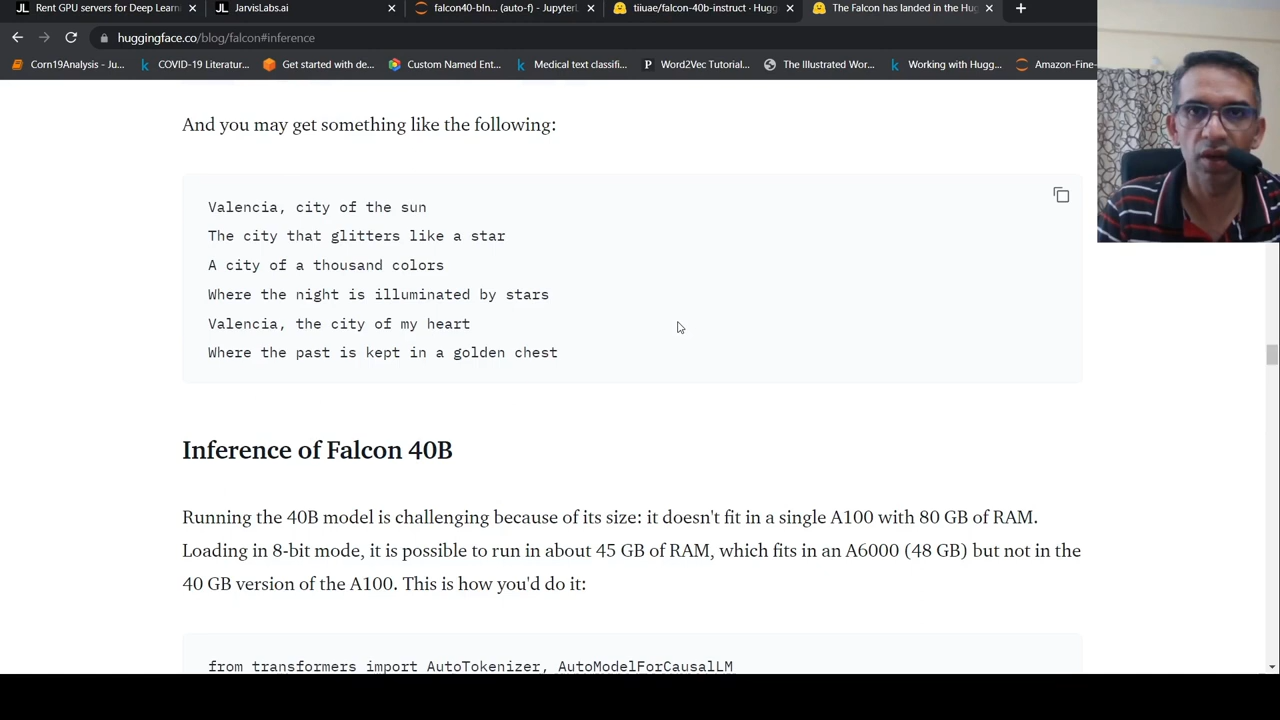 Rent GPU servers for Deep Learni
JarvisLabs.ai
falcon40-bIn... (auto-f) - JupyterL
tiiuae/falcon-40b-instruct · Hugg
The Falcon has landed in the Hug
huggingface.co/blog/falcon#inference
Corn19Analysis - Ju...
COVID-19 Literatur...
Get started with de...
Custom Named Ent...
Medical text classifi...
Word2Vec Tutorial...
The Illustrated Wor...
Working with Hugg...
Amazon-Fine-
And you may get something like the following:
Valencia, city of the sun
The city that glitters like a star
A city of a thousand colors
Where the night is illuminated by stars
Valencia, the city of my heart
Where the past is kept in a golden chest
Inference of Falcon 40B
Running the 40B model is challenging because of its size: it doesn't fit in a single A100 with 80 GB of RAM.
Loading in 8-bit mode, it is possible to run in about 45 GB of RAM, which fits in an A6000 (48 GB) but not in the
40 GB version of the A100. This is how you'd do it:
from transformers import AutoTokenizer, AutoModelForCausalLM